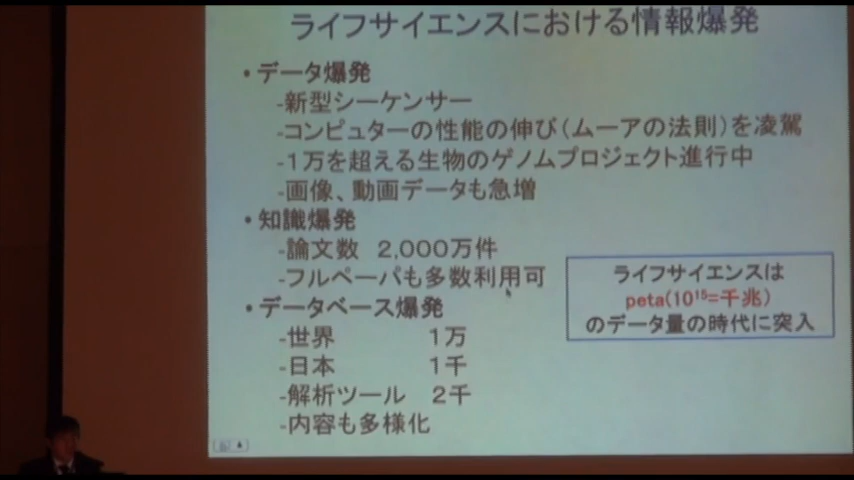 ライフサイエンスにおける情報爆発
・データ爆発
-新型シーケンサー
-コンピュターの性能の伸び（ムーアの法則）を凌駕
-１万を超える生物のゲノムプロジェクト進行中
-画像、動画データも急増
・知識爆発
-論文数　2,000万件
-フルペーパも多数利用可
・データベース爆発
-世界　１万
-日本　１千
-解析ツール　２千
-内容も多様化
ライフサイエンスは
peta(10¹⁵=千兆)
のデータ量の時代に突入